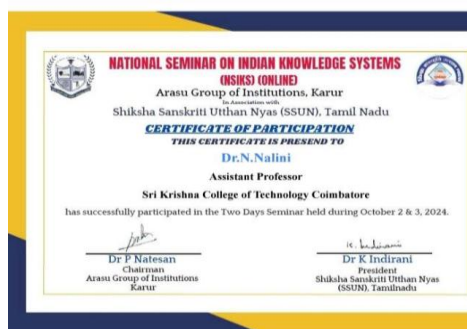 NATIONAL SEMINAR ON INDIAN KNOWLEDGE SYSTEMS
(NSIKS) (ONLINE)
Arasu Group of Institutions, Karur
In Association with
Shiksha Sanskriti Utthan Nyas (SSUN), Tamil Nadu
CERTIFICATE OF PARTICIPATION
THIS CERTIFICATE IS PRESEND TO
Dr.N.Nalini
Assistant Professor
Sri Krishna College of Technology Coimbatore
has successfully participated in the Two Days Seminar held during October 2 & 3, 2024.
K. Indirani
Dr P Natesan
Chairman
Arasu Group of Institutions
Karur
Dr K Indirani
President
Shiksha Sanskriti Utthan Nyas
(SSUN), Tamilnadu